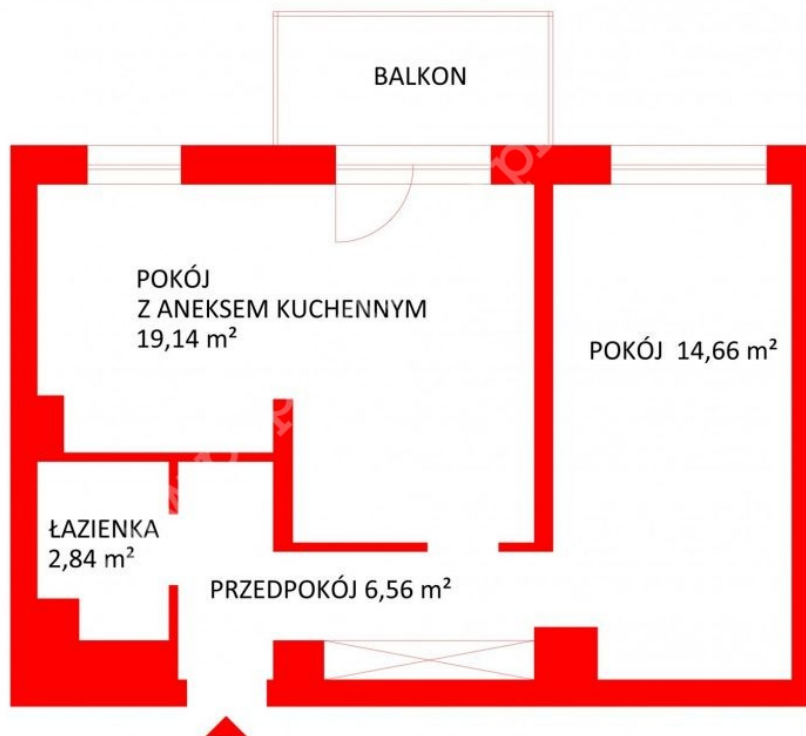 BALKON
POKÓJ
Z ANEKSEM KUCHENNYM
19,14 m²
POKÓJ 14,66 m²
ŁAZIENKA
2,84 m²
PRZEDPOKÓJ 6,56 m²